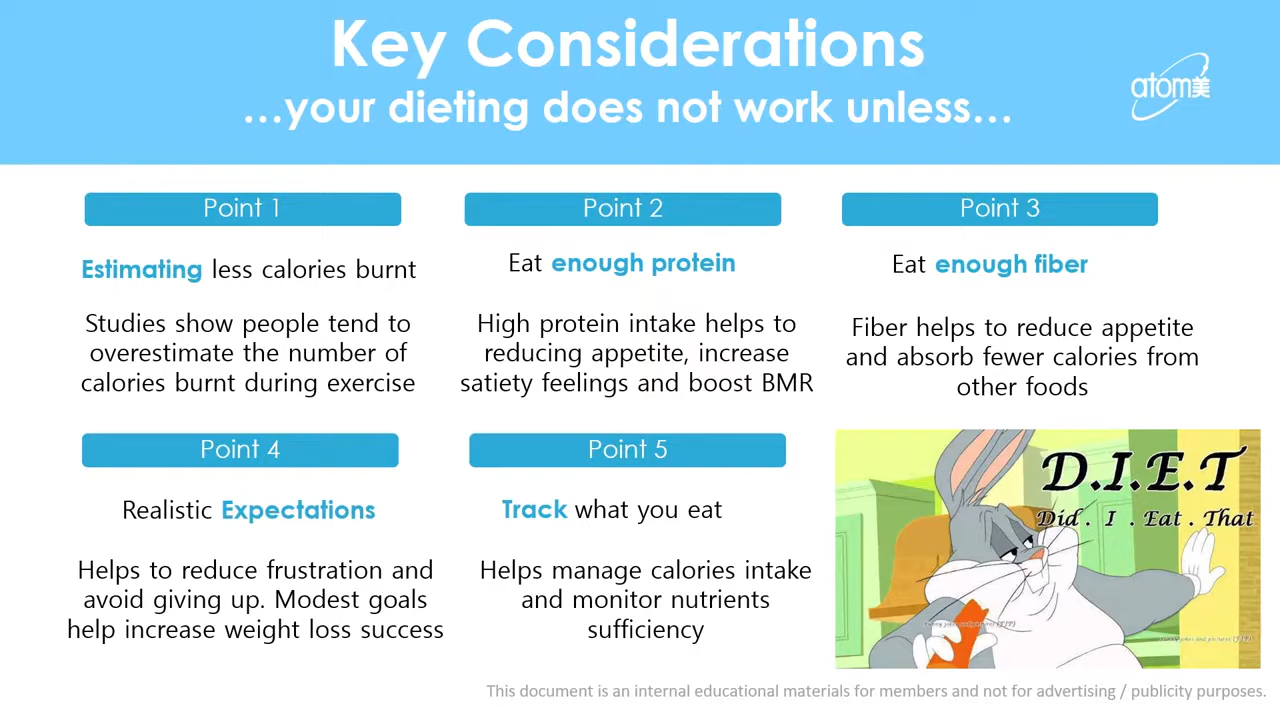 Key Considerations
...your dieting does not work unless...
atom美
Point 1
Estimating less calories burnt
Studies show people tend to
overestimate the number of
calories burnt during exercise
Point 2
Eat enough protein
High protein intake helps to
reducing appetite, increase
satiety feelings and boost BMR
Point 3
Eat enough fiber
Fiber helps to reduce appetite
and absorb fewer calories from
other foods
Point 4
Realistic Expectations
Helps to reduce frustration and
avoid giving up. Modest goals
help increase weight loss success
Point 5
Track what you eat
Helps manage calories intake
and monitor nutrients
sufficiency
D.I.E.T
Did . I . Eat . That
This document is an internal educational materials for members and not for advertising / publicity purposes.